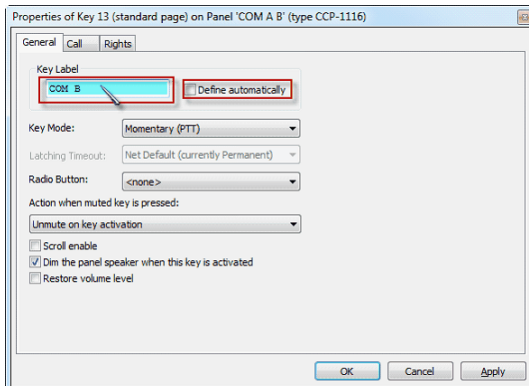 Properties of Key 13 (standard page) on Panel 'COM A B' (type CCP-1116)
General Call Rights
Key Label
COM B Define automatically
Key Mode: Momentary (PTT)
Latching Timeout: Net Default (currently Permanent)
Radio Button: <none>
Action when muted key is pressed:
Unmute on key activation
Scroll enable
Dim the panel speaker when this key is activated
Restore volume level
OK Cancel Apply